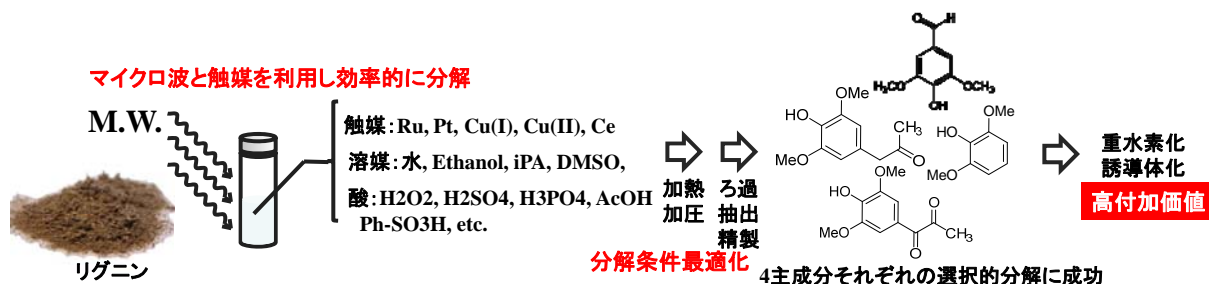 マイクロ波と触媒を利用し効率的に分解
M.W.
リグニン
触媒:Ru, Pt, Cu(I), Cu(II), Ce
溶媒:水, Ethanol, iPA, DMSO,
酸:H2O2, H2SO4, H3PO4, AcOH
Ph-SO3H, etc.
加熱
加圧
ろ過
抽出
精製
分解条件最適化
O H
H3CO OCH3
OH
OMe
HO
MeO
CH3
O
OMe
HO
MeO
OMe
HO
MeO
O
CH3
O
4主成分それぞれの選択的分解に成功
重水素化
誘導体化
高付加価値